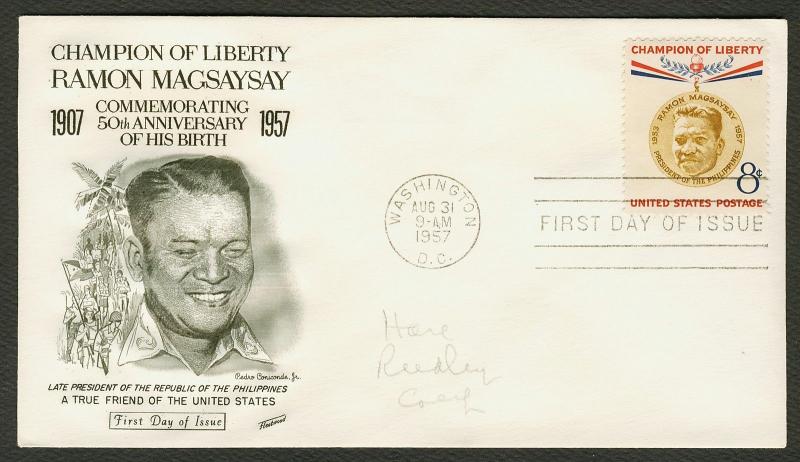 CHAMPION OF LIBERTY
RAMON MAGSAYSAY
1907 COMMEMORATING 1957
50th ANNIVERSARY
OF HIS BIRTH
Pedro Coniconde, Jr.
LATE PRESIDENT OF THE REPUBLIC OF THE PHILIPPINES
A TRUE FRIEND OF THE UNITED STATES
First Day of Issue
Fleetwood
WASHINGTON
AUG 31
9-AM
1957
D.C.
CHAMPION OF LIBERTY
RAMON MAGSAYSAY
1953 1957
PRESIDENT OF THE PHILIPPINES
8¢
UNITED STATES POSTAGE
FIRST DAY OF ISSUE
Have
Reedley